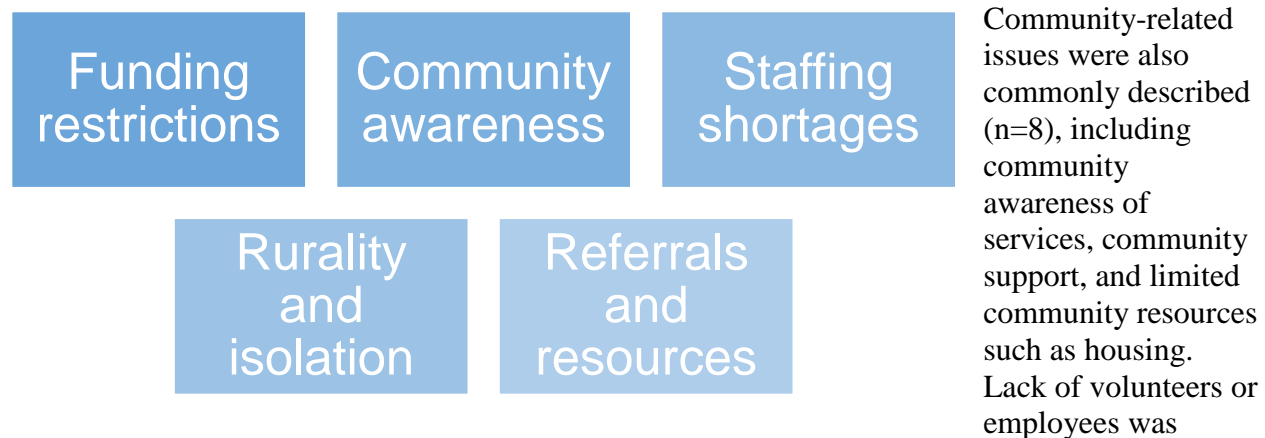 Funding
restrictions
Community
awareness
Staffing
shortages
Rurality
and
isolation
Referrals
and
resources
Community-related
issues were also
commonly described
(n=8), including
community
awareness of
services, community
support, and limited
community resources
such as housing.
Lack of volunteers or
employees was